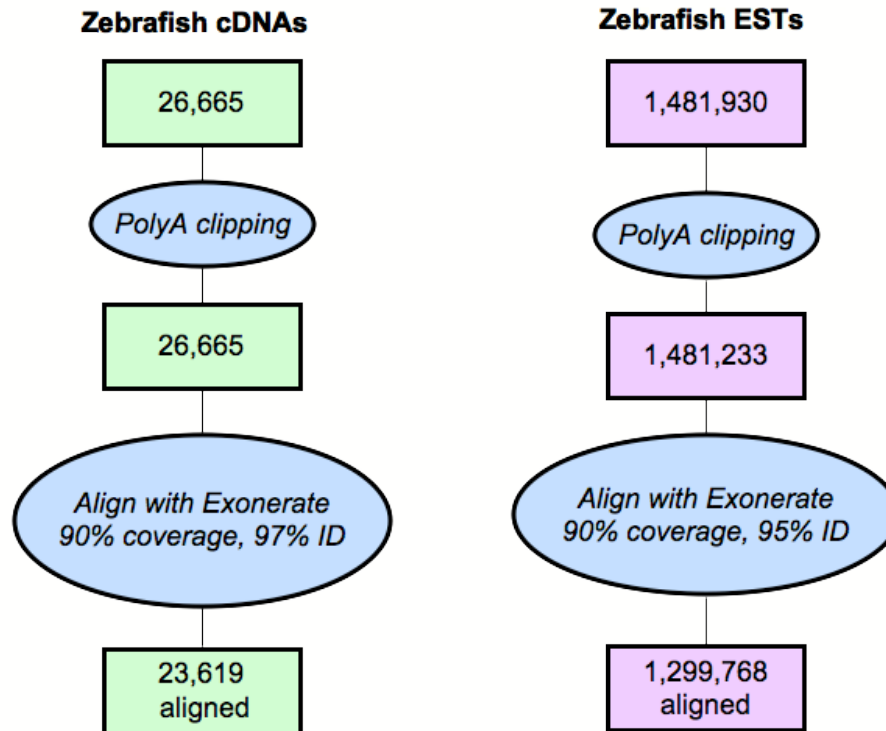 Zebrafish cDNAs
26,665
PolyA clipping
26,665
Align with Exonerate
90% coverage, 97% ID
23,619
aligned
Zebrafish ESTs
1,481,930
PolyA clipping
1,481,233
Align with Exonerate
90% coverage, 95% ID
1,299,768
aligned